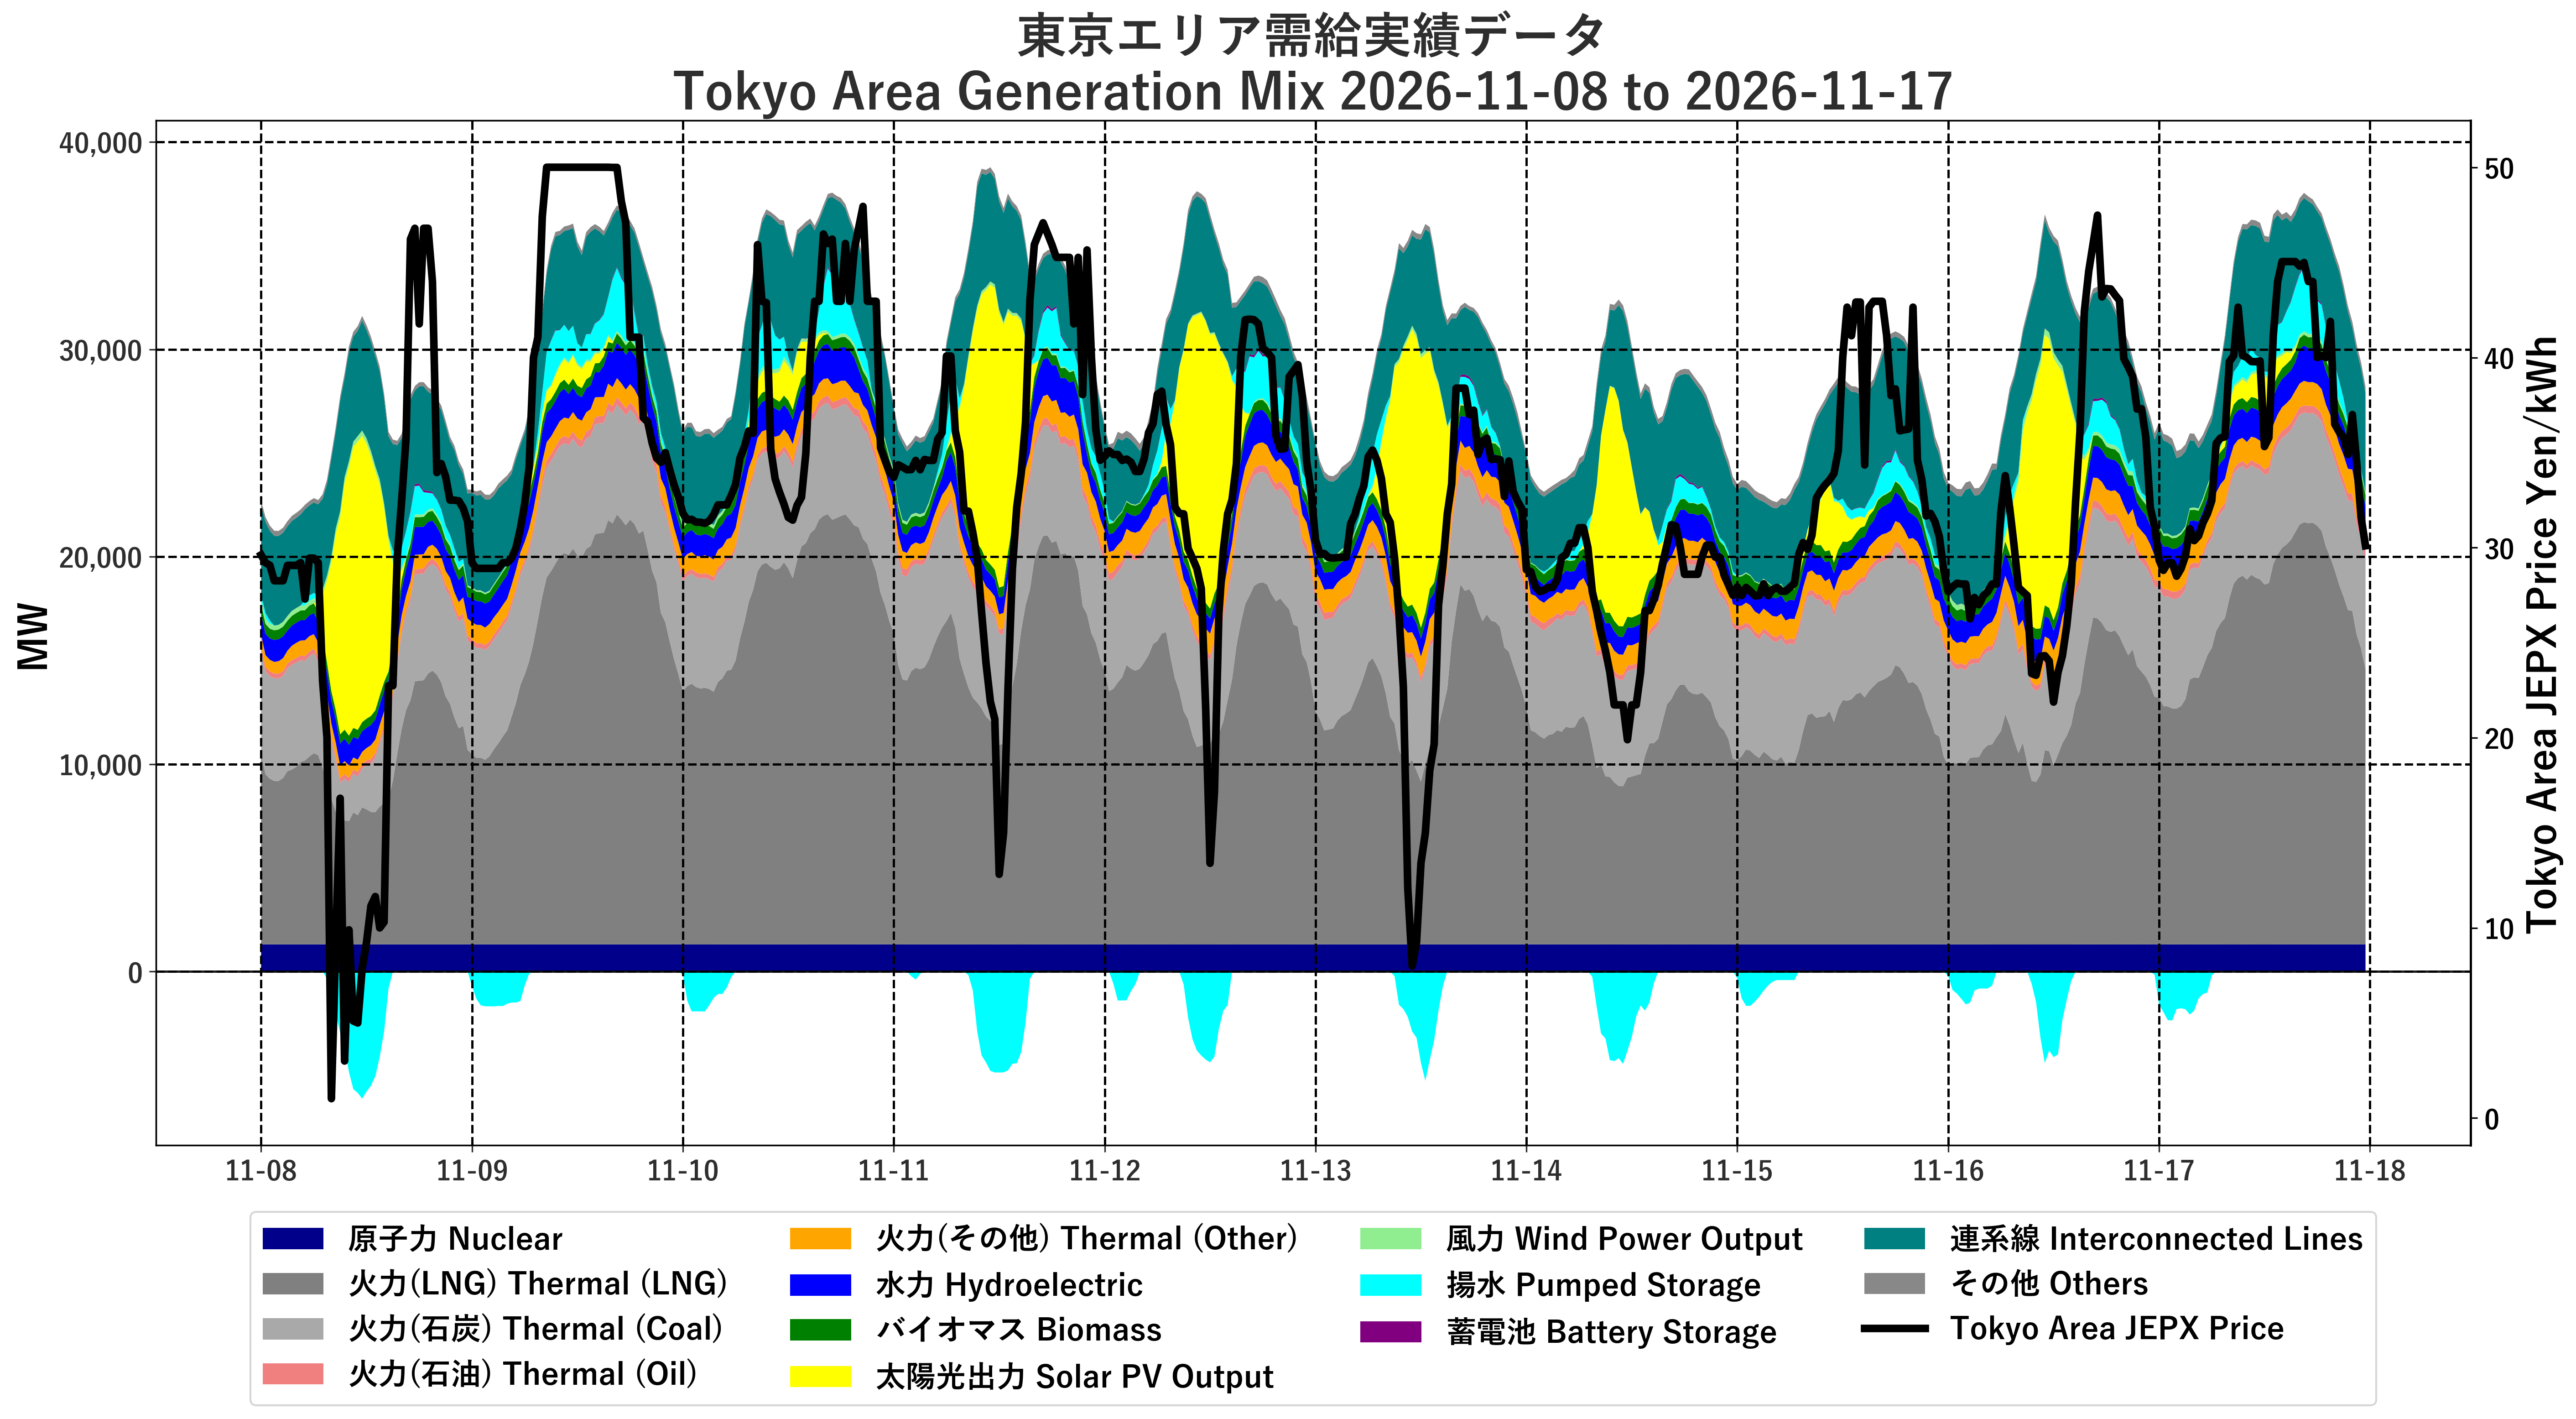 東京エリア需給実績データ
Tokyo Area Generation Mix 2026-11-08 to 2026-11-17
40,000
30,000
20,000
10,000
0
MW
50
40
30
20
10
0
Tokyo Area JEPX Price Yen/kWh
11-08 11-09 11-10 11-11 11-12 11-13 11-14 11-15 11-16 11-17 11-18
原子力 Nuclear
火力(LNG) Thermal (LNG)
火力(石炭) Thermal (Coal)
火力(石油) Thermal (Oil)
火力(その他) Thermal (Other)
水力 Hydroelectric
バイオマス Biomass
太陽光出力 Solar PV Output
風力 Wind Power Output
揚水 Pumped Storage
蓄電池 Battery Storage
連系線 Interconnected Lines
その他 Others
Tokyo Area JEPX Price